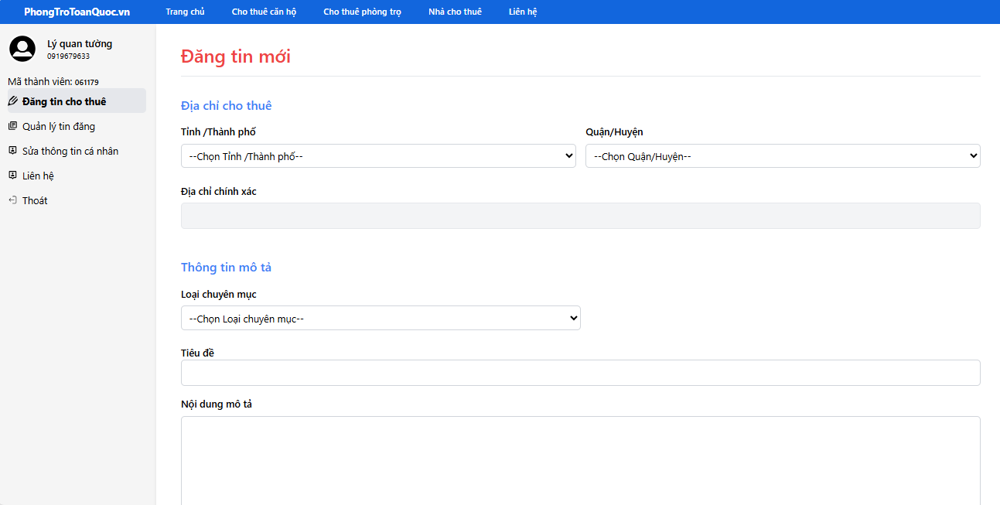 PhongTroToanQuoc.vn
Trang chủ
Cho thuê căn hộ
Cho thuê phòng trọ
Nhà cho thuê
Liên hệ
Lý quan tường
0919679633
Mã thành viên: 061179
Đăng tin cho thuê
Quản lý tin đăng
Sửa thông tin cá nhân
Liên hệ
Thoát
Đăng tin mới
Địa chỉ cho thuê
Tỉnh /Thành phố
Quận/Huyện
--Chọn Tỉnh /Thành phố--
--Chọn Quận/Huyện--
Địa chỉ chính xác
Thông tin mô tả
Loại chuyên mục
--Chọn Loại chuyên mục--
Tiêu đề
Nội dung mô tả